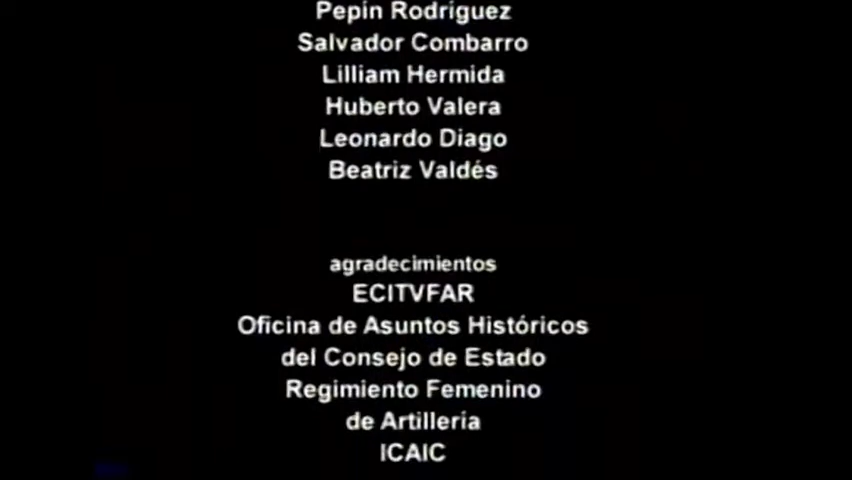 Pepín Rodríguez
Salvador Combarro
Lilliam Hermida
Huberto Valera
Leonardo Diago
Beatriz Valdés
agradecimientos
ECITVFAR
Oficina de Asuntos Históricos
del Consejo de Estado
Regimiento Femenino
de Artillería
ICAIC